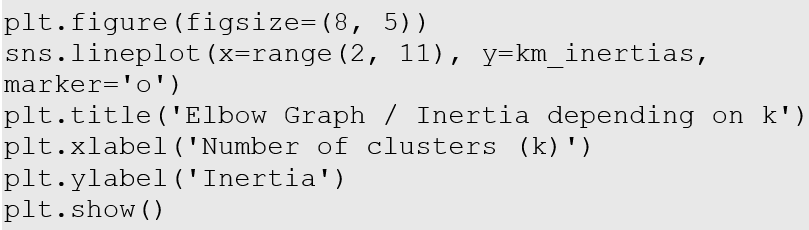 plt.figure(figsize=(8, 5))
sns.lineplot(x=range(2, 11), y=km_inertias,
marker='o')
plt.title('Elbow Graph / Inertia depending on k')
plt.xlabel('Number of clusters (k)')
plt.ylabel('Inertia')
plt.show()